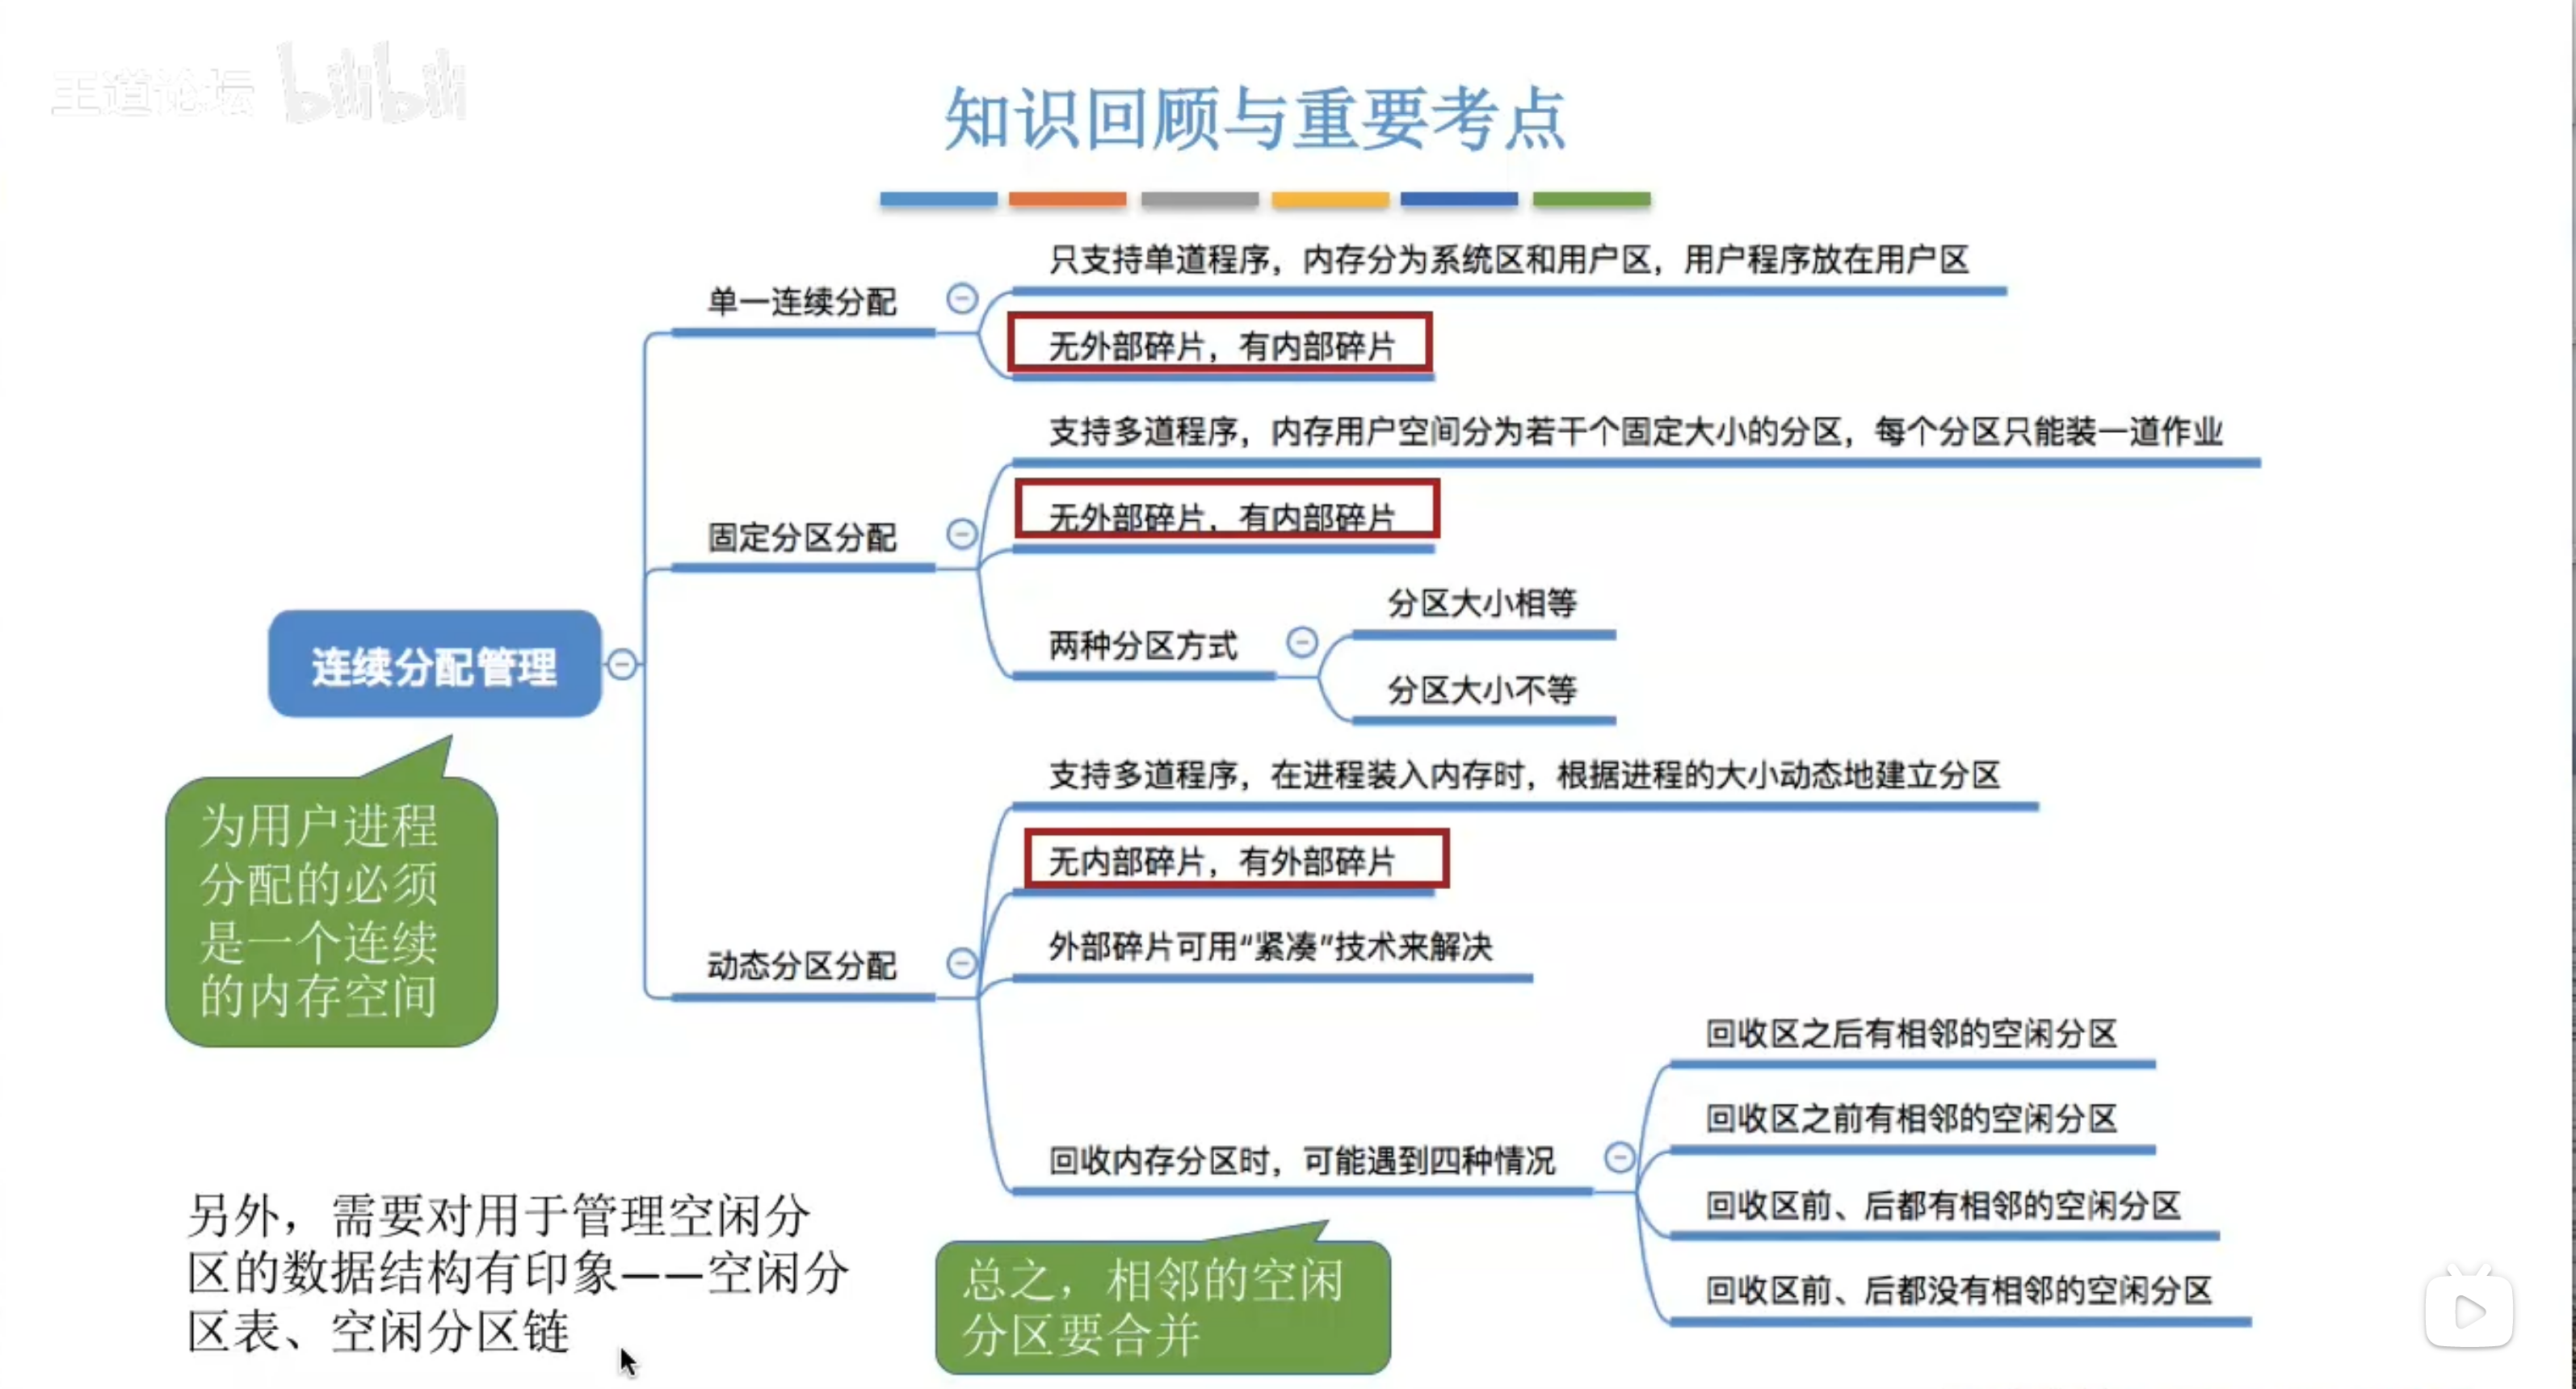 王道论坛 bilibili
知识回顾与重要考点
只支持单道程序，内存分为系统区和用户区，用户程序放在用户区
单一连续分配
无外部碎片，有内部碎片
支持多道程序，内存用户空间分为若干个固定大小的分区，每个分区只能装一道作业
无外部碎片，有内部碎片
固定分区分配
分区大小相等
两种分区方式
分区大小不等
连续分配管理
为用户进程
分配的必须
是一个连续
的内存空间
支持多道程序，在进程装入内存时，根据进程的大小动态地建立分区
无内部碎片，有外部碎片
外部碎片可用“紧凑”技术来解决
动态分区分配
回收区之后有相邻的空闲分区
回收区之前有相邻的空闲分区
回收内存分区时，可能遇到四种情况
回收区前、后都有相邻的空闲分区
回收区前、后都没有相邻的空闲分区
总之，相邻的空闲
分区要合并
另外，需要对用于管理空闲分
区的数据结构有印象——空闲分
区表、空闲分区链